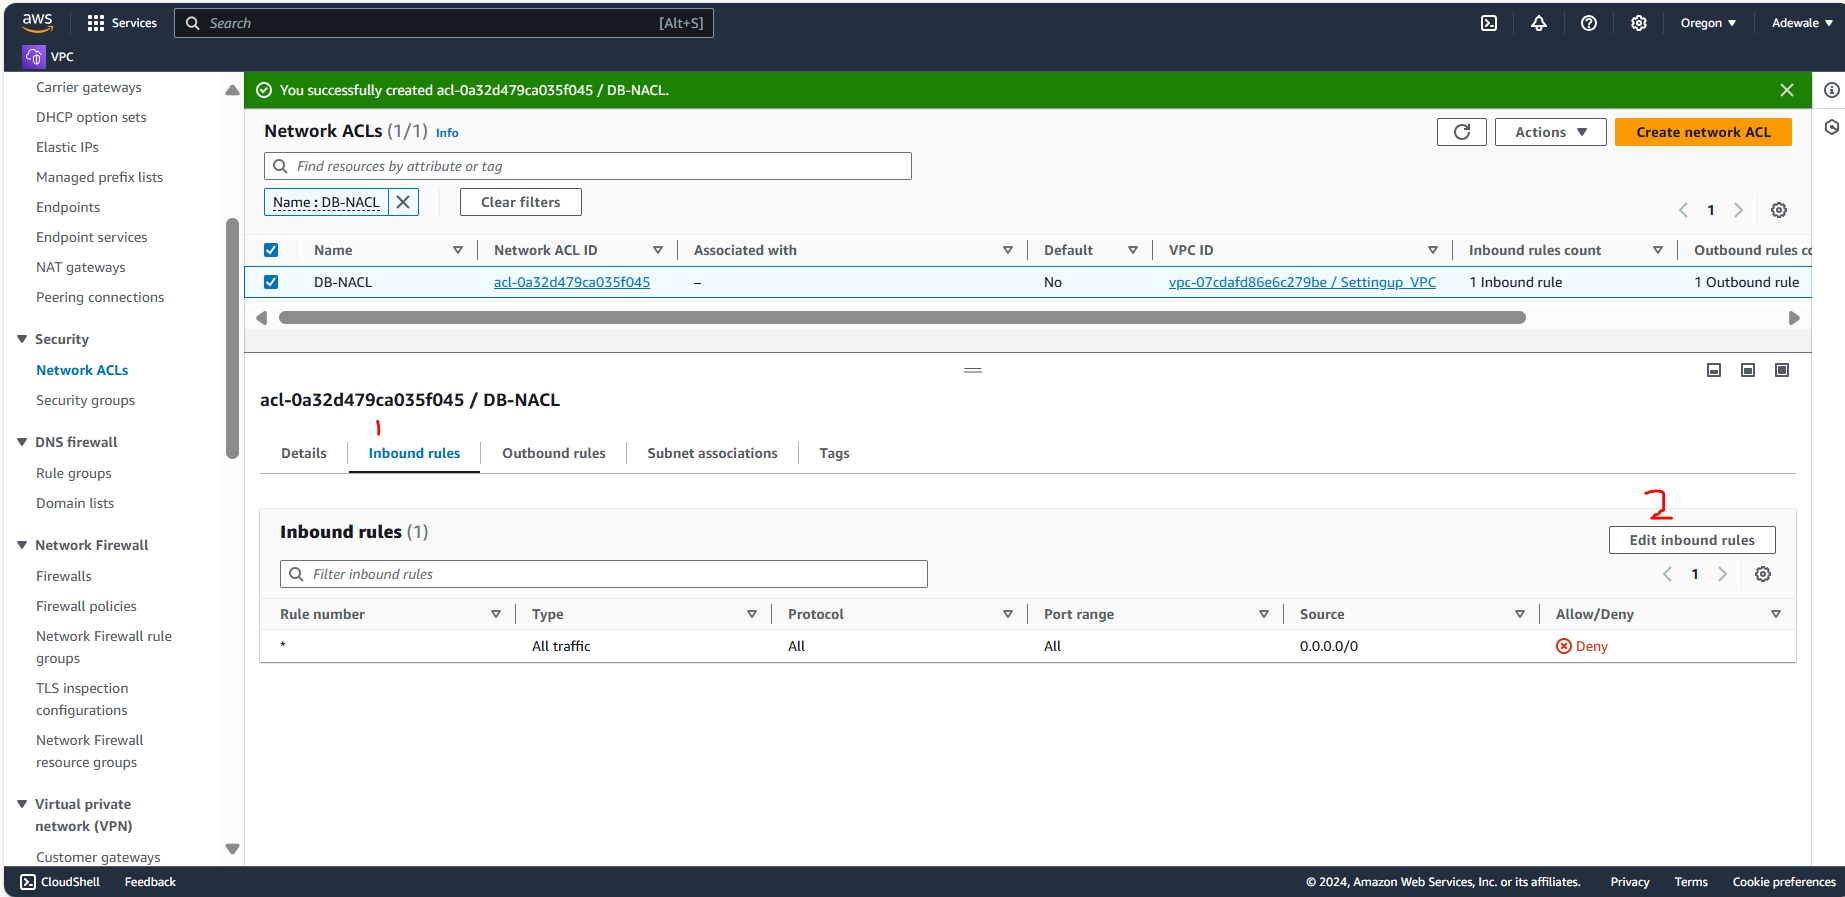 aws
Services
Search
[Alt+S]
Oregon
Adewale
VPC
Carrier gateways
DHCP option sets
Elastic IPs
Managed prefix lists
Endpoints
Endpoint services
NAT gateways
Peering connections
Security
Network ACLs
Security groups
DNS firewall
Rule groups
Domain lists
Network Firewall
Firewalls
Firewall policies
Network Firewall rule
groups
TLS inspection
configurations
Network Firewall
resource groups
Virtual private
network (VPN)
Customer gateways
You successfully created acl-0a32d479ca035f045 / DB-NACL.
Network ACLs (1/1) Info
Actions
Create network ACL
Find resources by attribute or tag
Name : DB-NACL
Clear filters
1
Name Network ACL ID Associated with Default VPC ID Inbound rules count Outbound rules co
DB-NACL acl-0a32d479ca035f045 – No vpc-07cdafd86e6c279be / Settingup_VPC 1 Inbound rule 1 Outbound rule
acl-0a32d479ca035f045 / DB-NACL
1
Details Inbound rules Outbound rules Subnet associations Tags
2
Inbound rules (1)
Edit inbound rules
Filter inbound rules
1
Rule number Type Protocol Port range Source Allow/Deny
* All traffic All All 0.0.0.0/0 Deny
CloudShell Feedback © 2024, Amazon Web Services, Inc. or its affiliates. Privacy Terms Cookie preferences